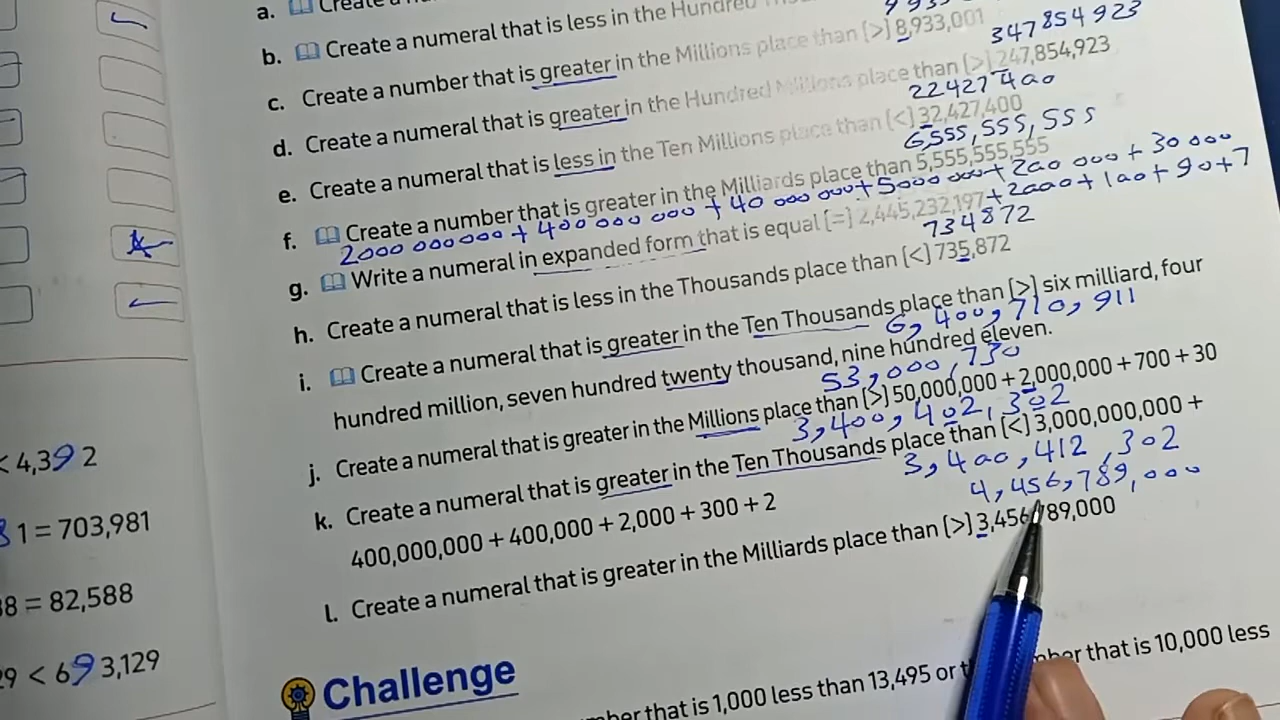 a. Create a
b. Create a numeral that is less in the Hundred
c. Create a number that is greater in the Millions place than (>) 8,933,001
347854923
d. Create a numeral that is greater in the Hundred Millions place than (>) 247,854,923
22427400
e. Create a numeral that is less in the Ten Millions place than (<) 32,427,400
6,555,555,555
f. Create a number that is greater in the Milliards place than 5,555,555,555
2000 000 000 + 400 000 000 + 40 000 000 + 5000 000 + 200 000 + 30 000
+ 2000 + 100 + 90 + 7
g. Write a numeral in expanded form that is equal (=) 2,445,232,197
734872
h. Create a numeral that is less in the Thousands place than (<) 735,872
i. Create a numeral that is greater in the Ten Thousands place than (>) six milliard, four
6,400,710,911
hundred million, seven hundred twenty thousand, nine hundred eleven.
53,000,730
j. Create a numeral that is greater in the Millions place than (>) 50,000,000 + 2,000,000 + 700 + 30
3,400,402,302
k. Create a numeral that is greater in the Ten Thousands place than (<) 3,000,000,000 +
3,400,412,302
400,000,000 + 400,000 + 2,000 + 300 + 2
4,456,789,000
l. Create a numeral that is greater in the Milliards place than (>) 3,456,789,000
< 4,392
1 = 703,981
8 = 82,588
29 < 693,129
Challenge
that is 1,000 less than 13,495 or
that is 10,000 less